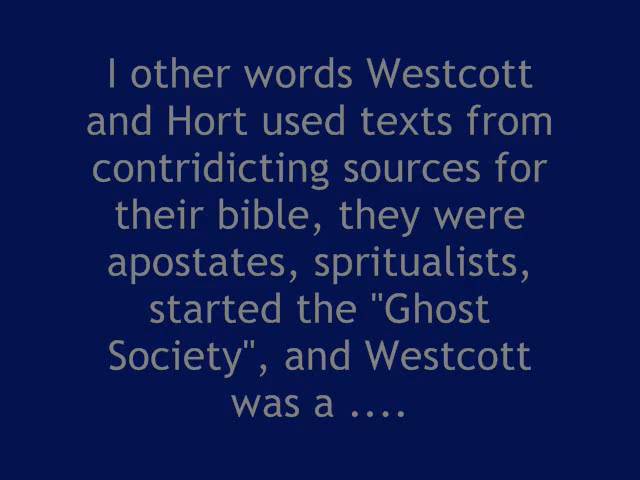 I other words Westcott
and Hort used texts from
contridicting sources for
their bible, they were
apostates, spritualists,
started the "Ghost
Society", and Westcott
was a ....